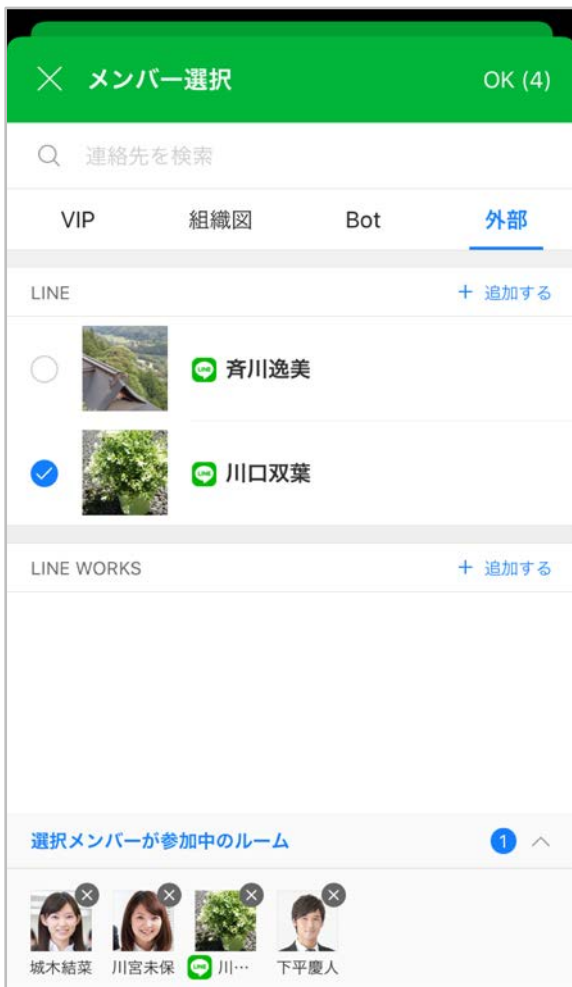 メンバー選択 OK (4)
連絡先を検索
VIP 組織図 Bot 外部
LINE + 追加する
斉川逸美
川口双葉
LINE WORKS + 追加する
選択メンバーが参加中のルーム 1
城木結菜 川宮未保 川… 下平慶人